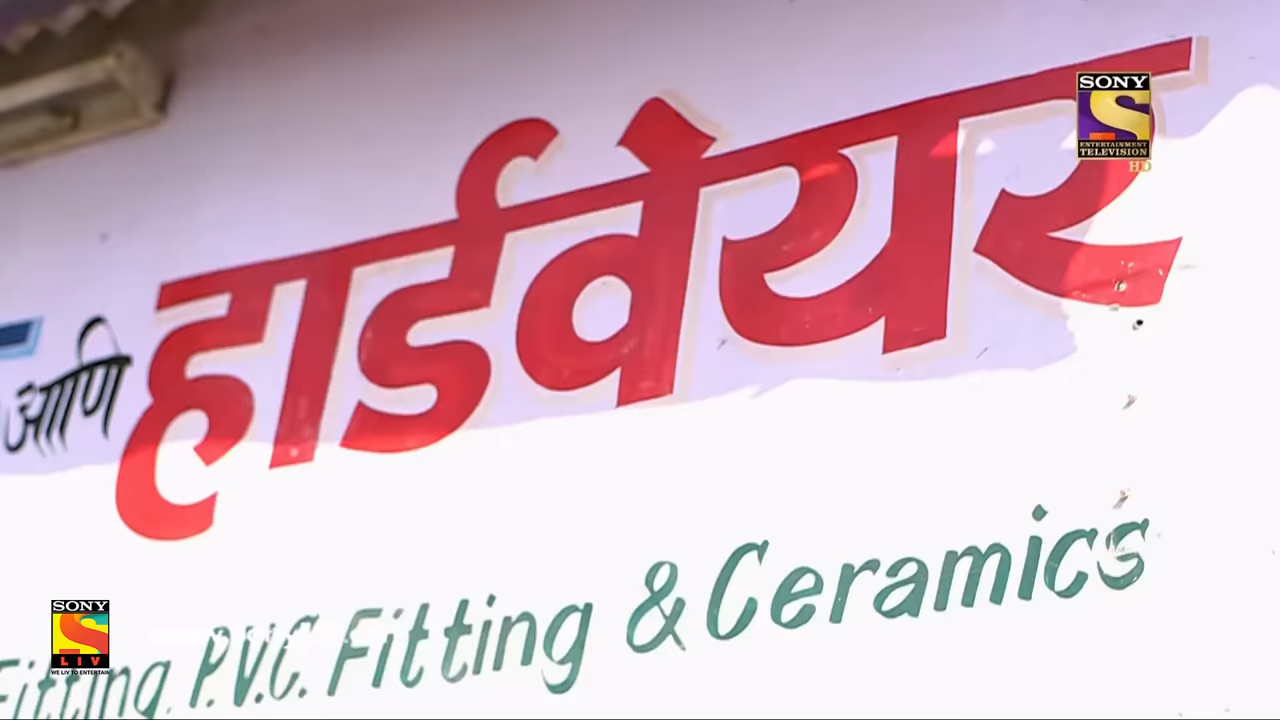 SONY
ENTERTAINMENT
TELEVISION
HD
आणि हार्डवेयर
Fitting, P.V.C. Fitting & Ceramics
SONY
LIV
WE LIV TO ENTERTAIN